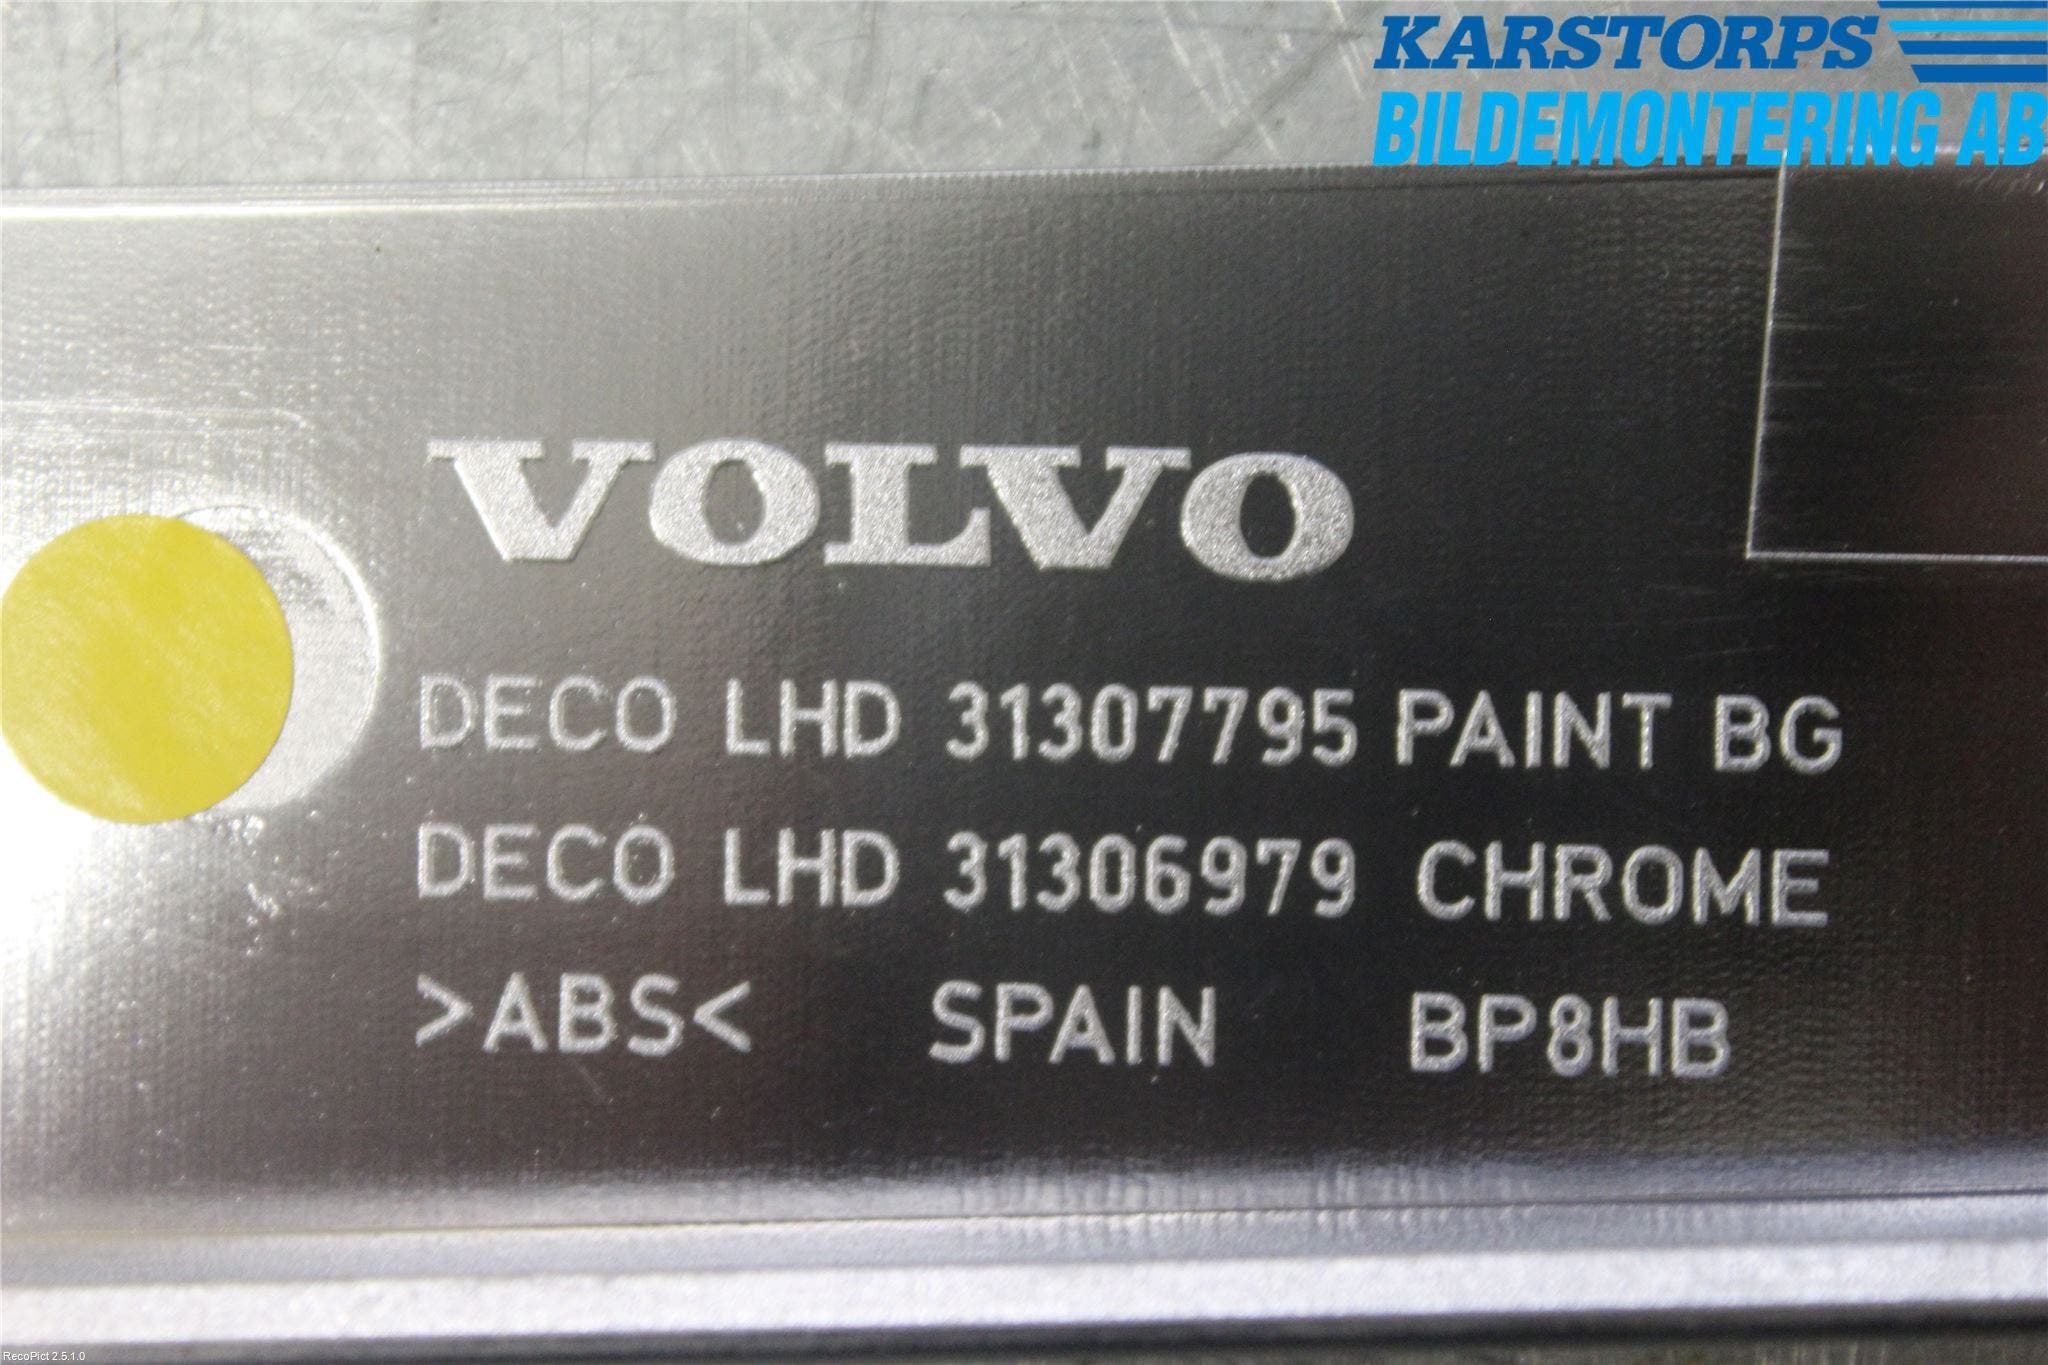 KARSTORPS
BILDEMONTERING AB
VOLVO
DECO LHD 31307795 PAINT BG
DECO LHD 31306979 CHROME
>ABS< SPAIN BP8HB
RecoPict 2.5.1.0